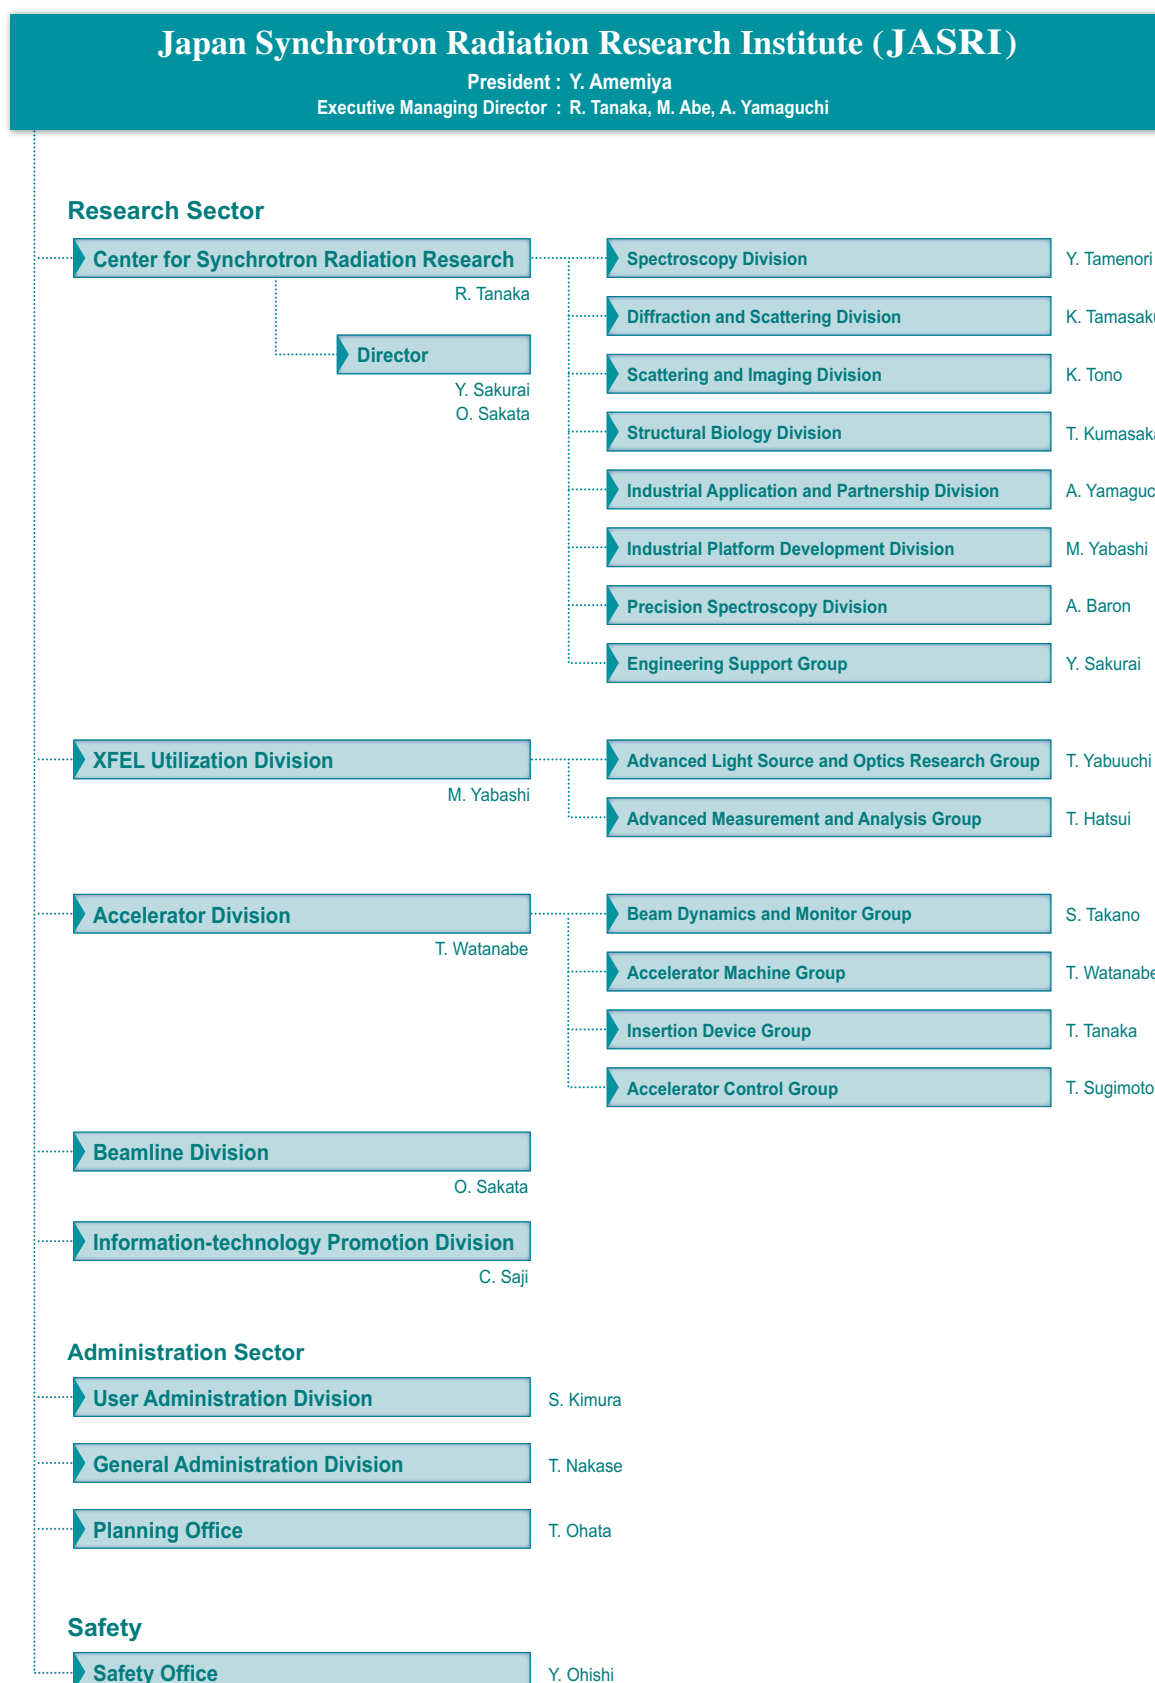 Japan Synchrotron Radiation Research Institute (JASRI)
President : Y. Amemiya
Executive Managing Director : R. Tanaka, M. Abe, A. Yamaguchi
Research Sector
Center for Synchrotron Radiation Research
R. Tanaka
Director
Y. Sakurai
O. Sakata
Spectroscopy Division Y. Tamenori
Diffraction and Scattering Division K.
Scattering and Imaging Division K. Tono
Structural Biology Division T.
Industrial Application and Partnership Division A.
Industrial Platform Development Division M. Yabashi
Precision Spectroscopy Division A. Baron
Engineering Support Group Y. Sakurai
XFEL Utilization Division
M. Yabashi
Advanced Light Source and Optics Research Group T. Yabuuchi
Advanced Measurement and Analysis Group T. Hatsui
Accelerator Division
T. Watanabe
Beam Dynamics and Monitor Group S. Takano
Accelerator Machine Group T. Watanabe
Insertion Device Group T. Tanaka
Accelerator Control Group T. Sugimoto
Beamline Division
O. Sakata
Information-technology Promotion Division
C. Saji
Administration Sector
User Administration Division S. Kimura
General Administration Division T. Nakase
Planning Office T. Ohata
Safety
Safety Office Y. Ohishi